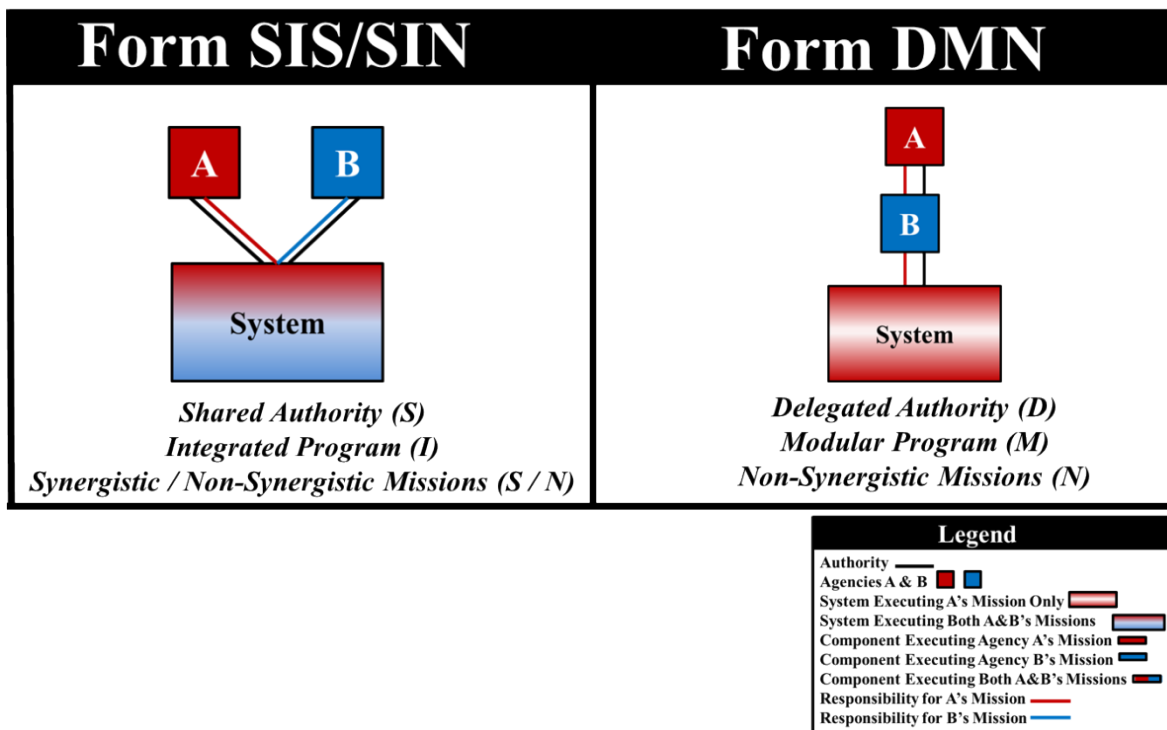 Form SIS/SIN
A
B
System
Shared Authority (S)
Integrated Program (I)
Synergistic / Non-Synergistic Missions (S / N)
Form DMN
A
B
System
Delegated Authority (D)
Modular Program (M)
Non-Synergistic Missions (N)
Legend
Authority
Agencies A & B
System Executing A's Mission Only
System Executing Both A&B's Missions
Component Executing Agency A's Mission
Component Executing Agency B's Mission
Component Executing Both A&B's Missions
Responsibility for A's Mission
Responsibility for B's Mission